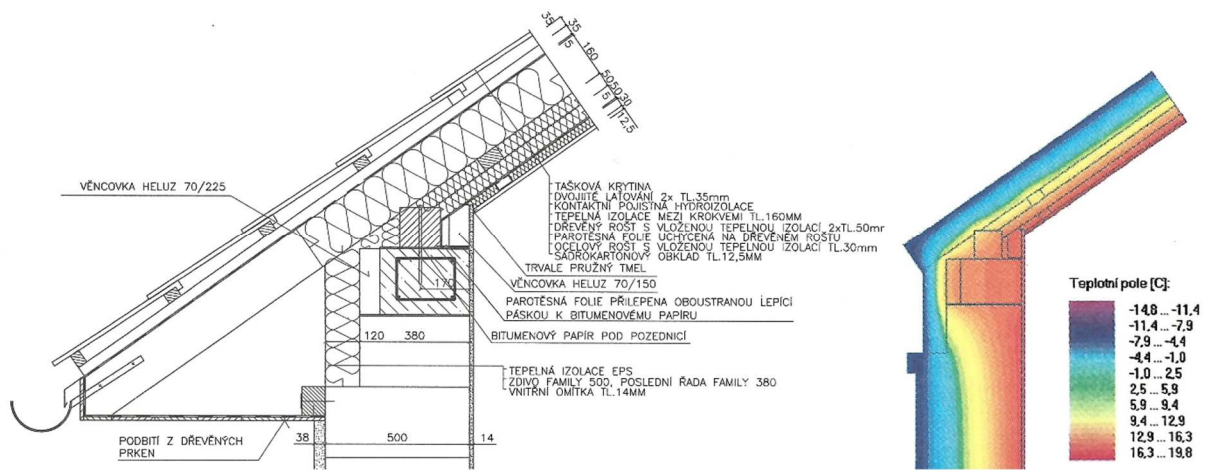 35
35
5
160
50
50
30
5
12,5
VĚNCOVKA HELUZ 70/225
TAŠKOVÁ KRYTINA
DVOJITÉ LAŤOVÁNÍ 2x TL.35mm
KONTAKTNÍ POJISTNÁ HYDROIZOLACE
TEPELNÁ IZOLACE MEZI KROKVEMI TL.160MM
DŘEVĚNÝ ROŠT S VLOŽENOU TEPELNOU IZOLACÍ 2xTL.50mr
PAROTĚSNÁ FOLIE UCHYCENÁ NA DŘEVĚNÉM ROŠTU
OCELOVÝ ROŠT S VLOŽENOU TEPELNOU IZOLACÍ TL.30mm
SÁDROKARTONOVÝ OBKLAD TL.12,5MM
TRVALE PRUŽNÝ TMEL
VĚNCOVKA HELUZ 70/150
170
PAROTĚSNÁ FOLIE PŘILEPENA OBOUSTRANOU LEPÍCÍ
PÁSKOU K BITUMENOVÉMU PAPÍRU
120 380
BITUMENOVÝ PAPÍR POD POZEDNICÍ
TEPELNÁ IZOLACE EPS
ZDIVO FAMILY 500, POSLEDNÍ ŘADA FAMILY 380
VNITŘNÍ OMÍTKA TL.14MM
PODBITÍ Z DŘEVĚNÝCH
PRKEN
38 500 14
Teplotní pole [C]:
-14,8 ... -11,4
-11,4 ... -7,9
-7,9 ... -4,4
-4,4 ... -1,0
-1,0 ... 2,5
2,5 ... 5,9
5,9 ... 9,4
9,4 ... 12,9
12,9 ... 16,3
16,3 ... 19,8